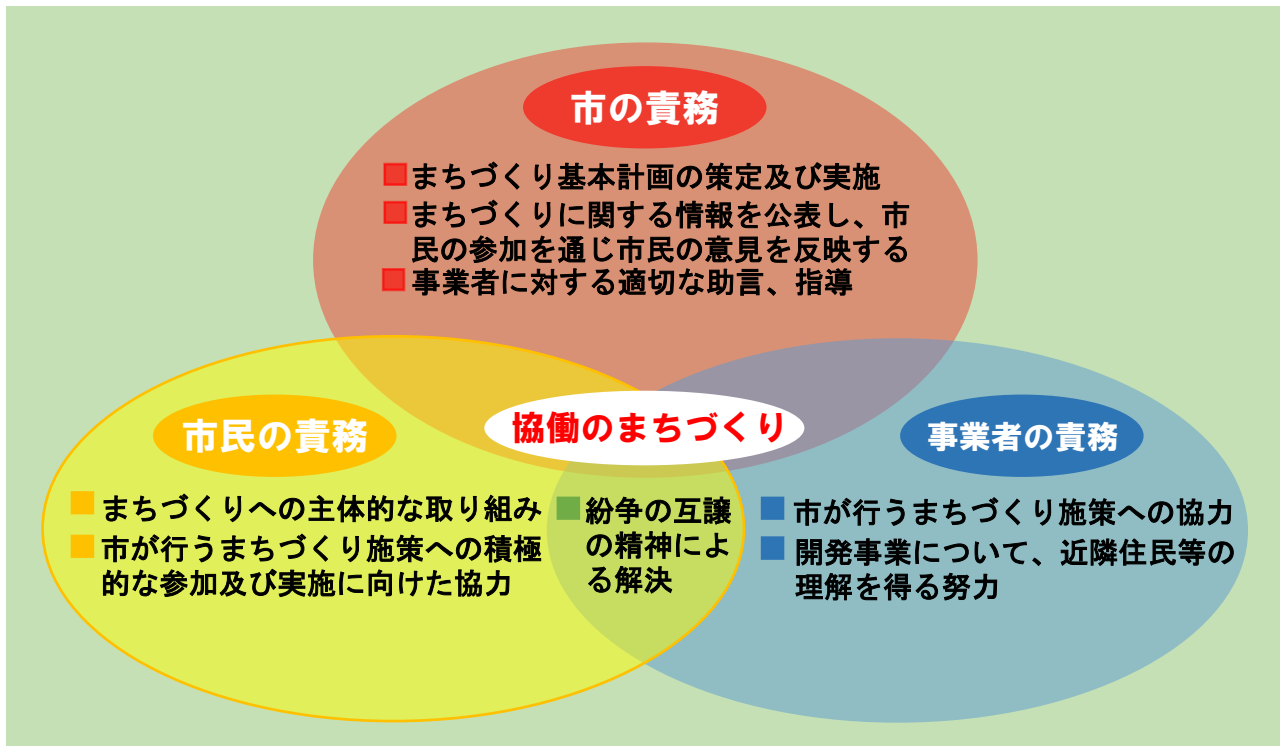 市の責務
■まちづくり基本計画の策定及び実施
■まちづくりに関する情報を公表し、市
民の参加を通じ市民の意見を反映する
■事業者に対する適切な助言、指導
協働のまちづくり
市民の責務
■まちづくりへの主体的な取り組み
■市が行うまちづくり施策への積極
的な参加及び実施に向けた協力
■紛争の互譲
の精神によ
る解決
事業者の責務
■市が行うまちづくり施策への協力
■開発事業について、近隣住民等の
理解を得る努力